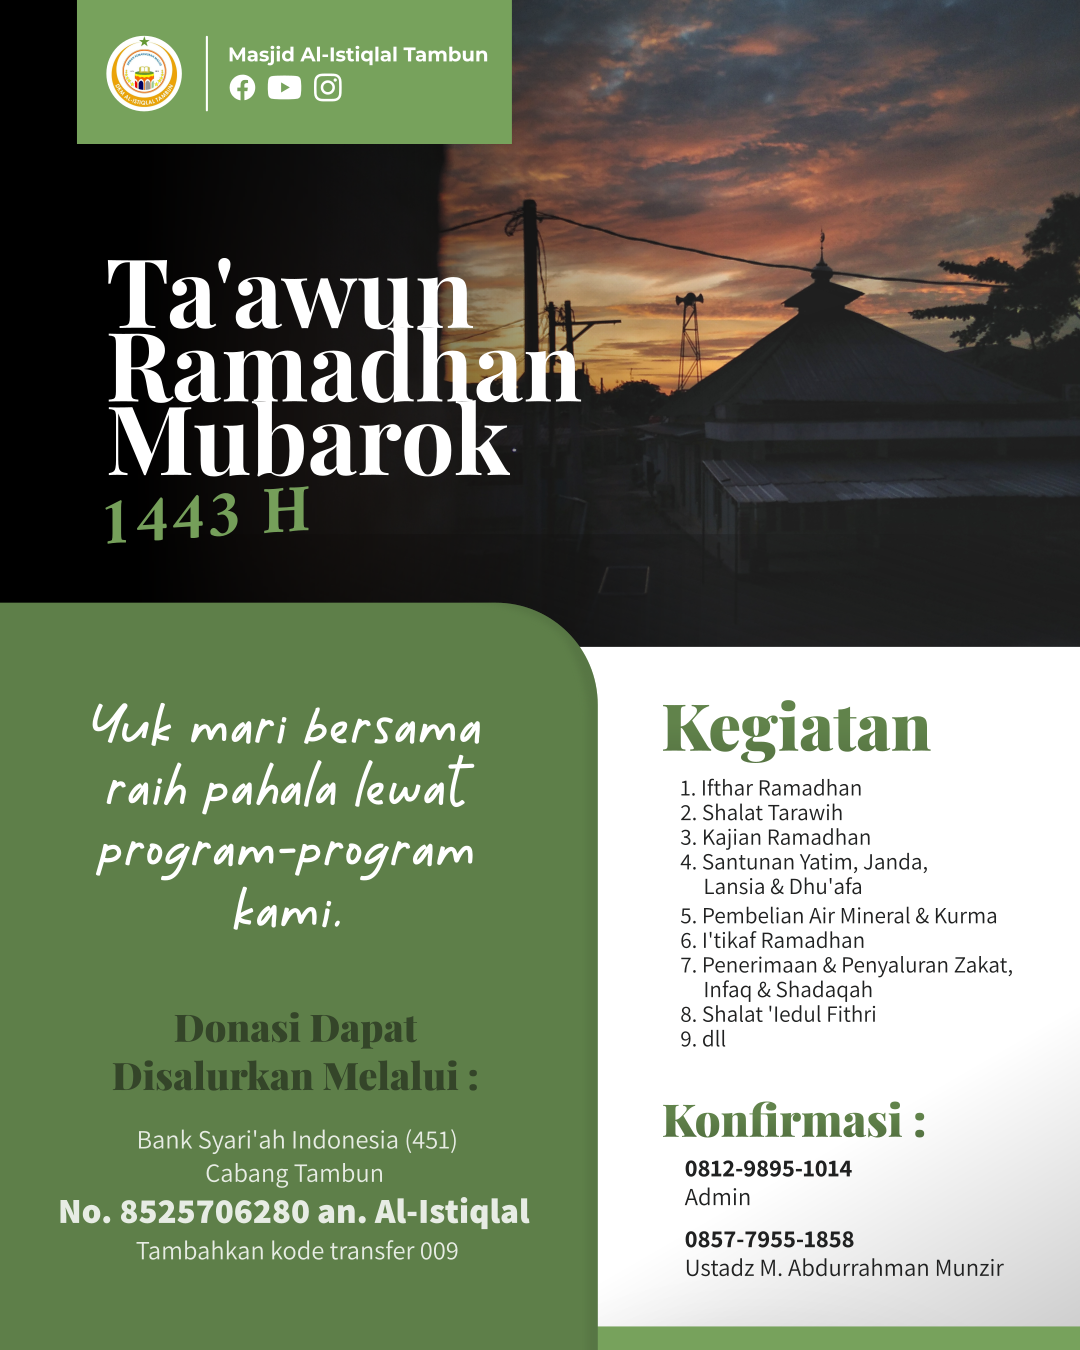 Masjid Al-Istiqlal Tambun
Ta'awun
Ramadhan
Mubarok
1443 H
Yuk mari bersama
raih pahala lewat
program-program
kami.
Donasi Dapat
Disalurkan Melalui :
Bank Syari'ah Indonesia (451)
Cabang Tambun
No. 8525706280 an. Al-Istiqlal
Tambahkan kode transfer 009
Kegiatan
1. Ifthar Ramadhan
2. Shalat Tarawih
3. Kajian Ramadhan
4. Santunan Yatim, Janda,
Lansia & Dhu'afa
5. Pembelian Air Mineral & Kurma
6. I'tikaf Ramadhan
7. Penerimaan & Penyaluran Zakat,
Infaq & Shadaqah
8. Shalat 'Iedul Fithri
9. dll
Konfirmasi :
0812-9895-1014
Admin
0857-7955-1858
Ustadz M. Abdurrahman Munzir